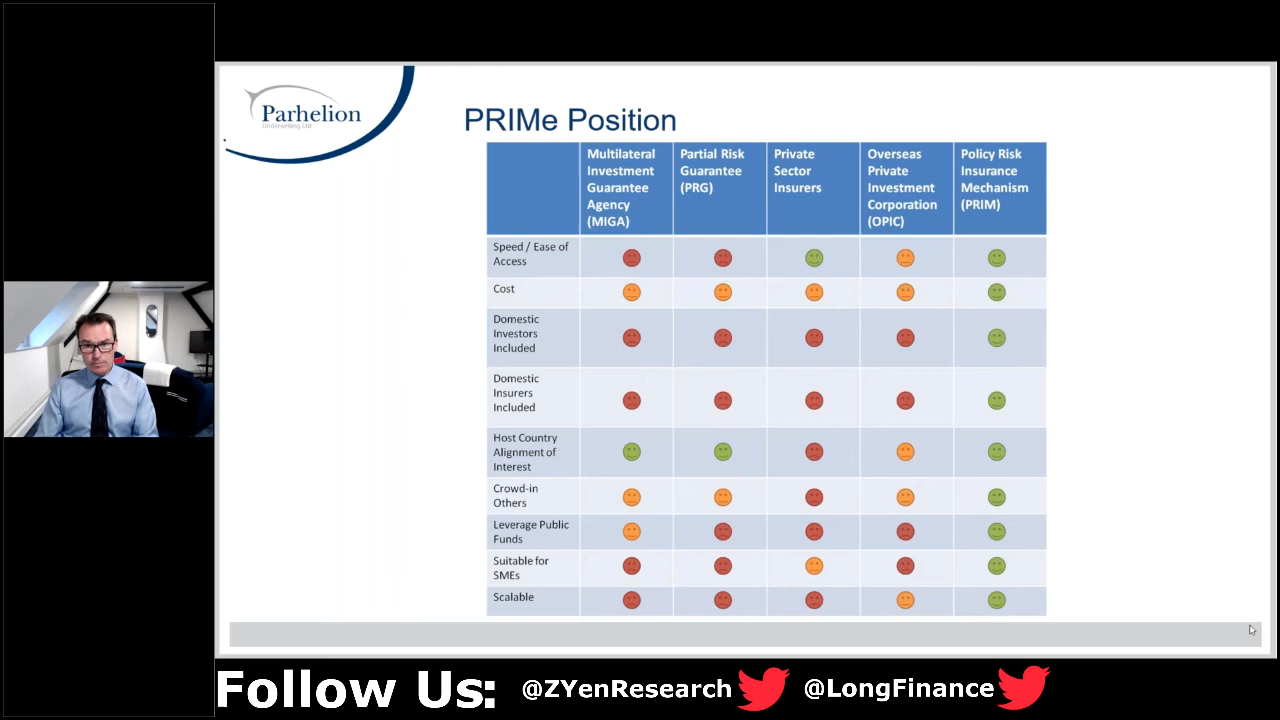 Parhelion
Underwriting Ltd
PRIMe Position
Multilateral
Investment
Guarantee
Agency
(MIGA)
Partial Risk
Guarantee
(PRG)
Private
Sector
Insurers
Overseas
Private
Investment
Corporation
(OPIC)
Policy Risk
Insurance
Mechanism
(PRIM)
Speed / Ease of
Access
Cost
Domestic
Investors
Included
Domestic
Insurers
Included
Host Country
Alignment of
Interest
Crowd-in
Others
Leverage Public
Funds
Suitable for
SMEs
Scalable
Follow Us: @ZYenResearch @LongFinance